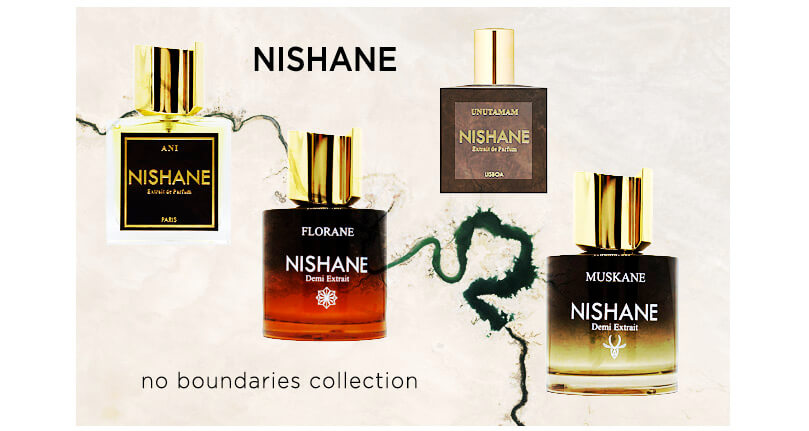 NISHANE
ANI
NISHANE
Extrait de Parfum
PARIS
FLORANE
NISHANE
Demi Extrait
UNUTAMAM
NISHANE
Extrait de Parfum
LISBOA
MUSKANE
NISHANE
Demi Extrait
no boundaries collection